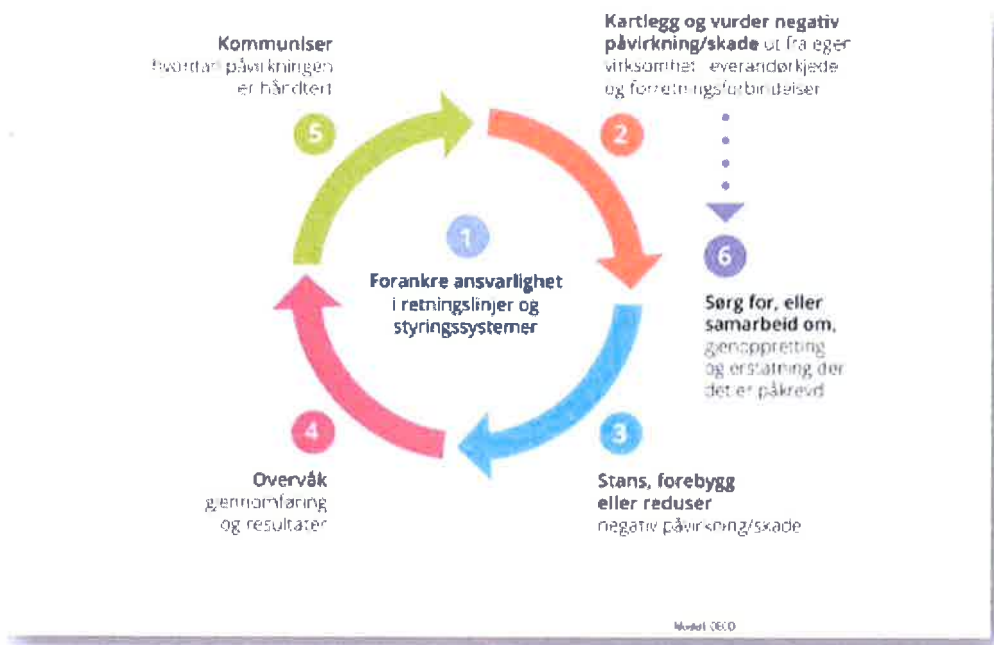 1
Forankre ansvarlighet
i retningslinjer og
styringssystemer
2
Kartlegg og vurder negativ
påvirkning/skade ut fra egen
virksomhet leverandørkjede
og forretningsforbindelser
3
Stans, forebygg
eller reduser
negativ påvirkning/skade
4
Overvåk
gjennomføring
og resultater
5
Kommuniser
hvordan påvirkningen
er håndtert
6
Sørg for, eller
samarbeid om,
gjenoppretting
og erstatning der
det er påkrevd
Modell OECD